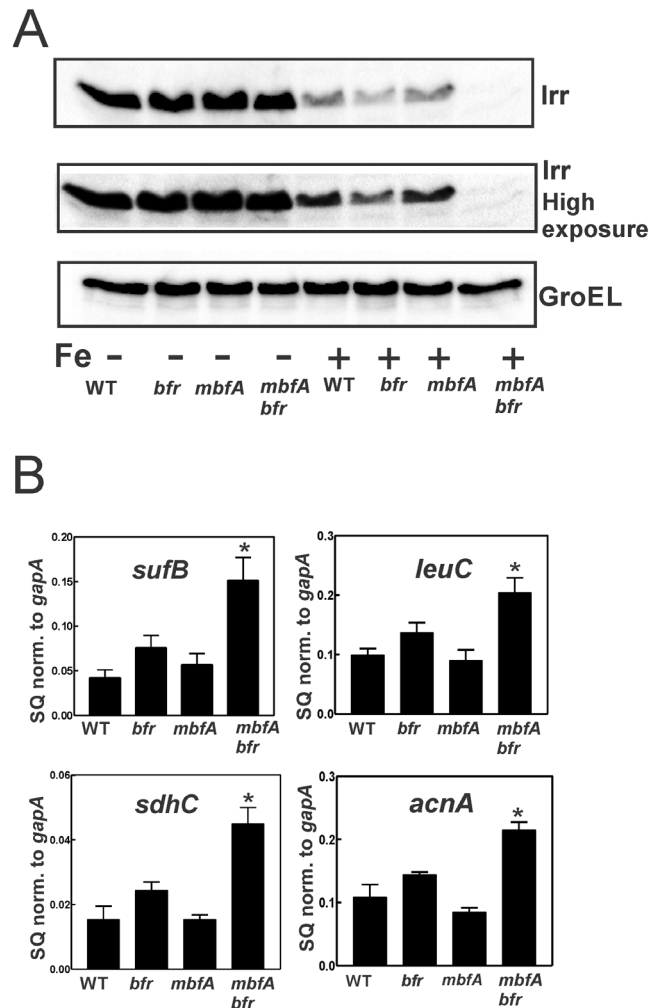 A
Irr
Irr
High
exposure
GroEL
Fe - - - - + + + +
WT bfr mbfA mbfA WT bfr mbfA mbfA
bfr bfr
B
sufB
*
SQ norm. to gapA
0.20
0.15
0.10
0.05
0.00
WT bfr mbfA mbfA
bfr
leuC
*
SQ norm. to gapA
0.3
0.2
0.1
0.0
WT bfr mbfA mbfA
bfr
sdhC
*
SQ norm. to gapA
0.06
0.04
0.02
0.00
WT bfr mbfA mbfA
bfr
acnA
*
SQ norm. to gapA
0.3
0.2
0.1
0.0
WT bfr mbfA mbfA
bfr